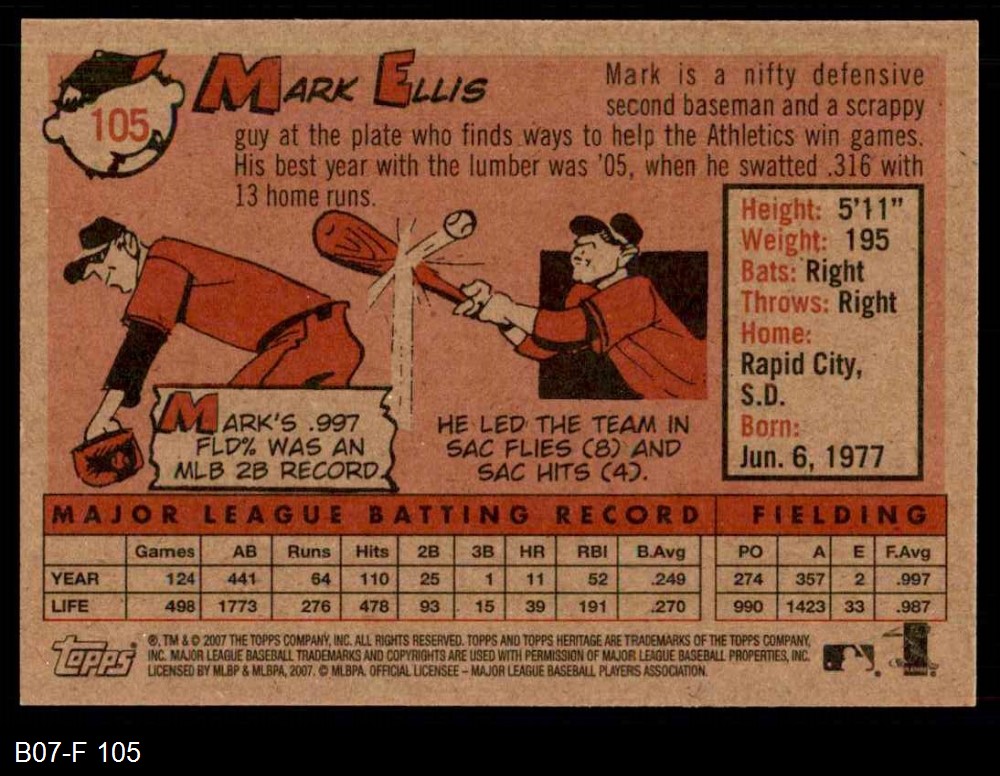 105
MARK ELLIS
Mark is a nifty defensive
second baseman and a scrappy
guy at the plate who finds ways to help the Athletics win games.
His best year with the lumber was '05, when he swatted .316 with
13 home runs.
Height: 5'11"
Weight: 195
Bats: Right
Throws: Right
Home:
Rapid City,
S.D.
Born:
Jun. 6, 1977
MARK'S .997
FLD% WAS AN
MLB 2B RECORD.
HE LED THE TEAM IN
SAC FLIES (8) AND
SAC HITS (4).
MAJOR LEAGUE BATTING RECORD FIELDING
Games AB Runs Hits 2B 3B HR RBI B.Avg PO A E F.Avg
YEAR 124 441 64 110 25 1 11 52 .249 274 357 2 .997
LIFE 498 1773 276 478 93 15 39 191 .270 990 1423 33 .987
Topps
®, TM & © 2007 THE TOPPS COMPANY, INC. ALL RIGHTS RESERVED. TOPPS AND TOPPS HERITAGE ARE TRADEMARKS OF THE TOPPS COMPANY,
INC. MAJOR LEAGUE BASEBALL TRADEMARKS AND COPYRIGHTS ARE USED WITH PERMISSION OF MAJOR LEAGUE BASEBALL PROPERTIES, INC.
LICENSED BY MLBP & MLBPA, 2007. © MLBPA. OFFICIAL LICENSEE – MAJOR LEAGUE BASEBALL PLAYERS ASSOCIATION.
B07-F 105